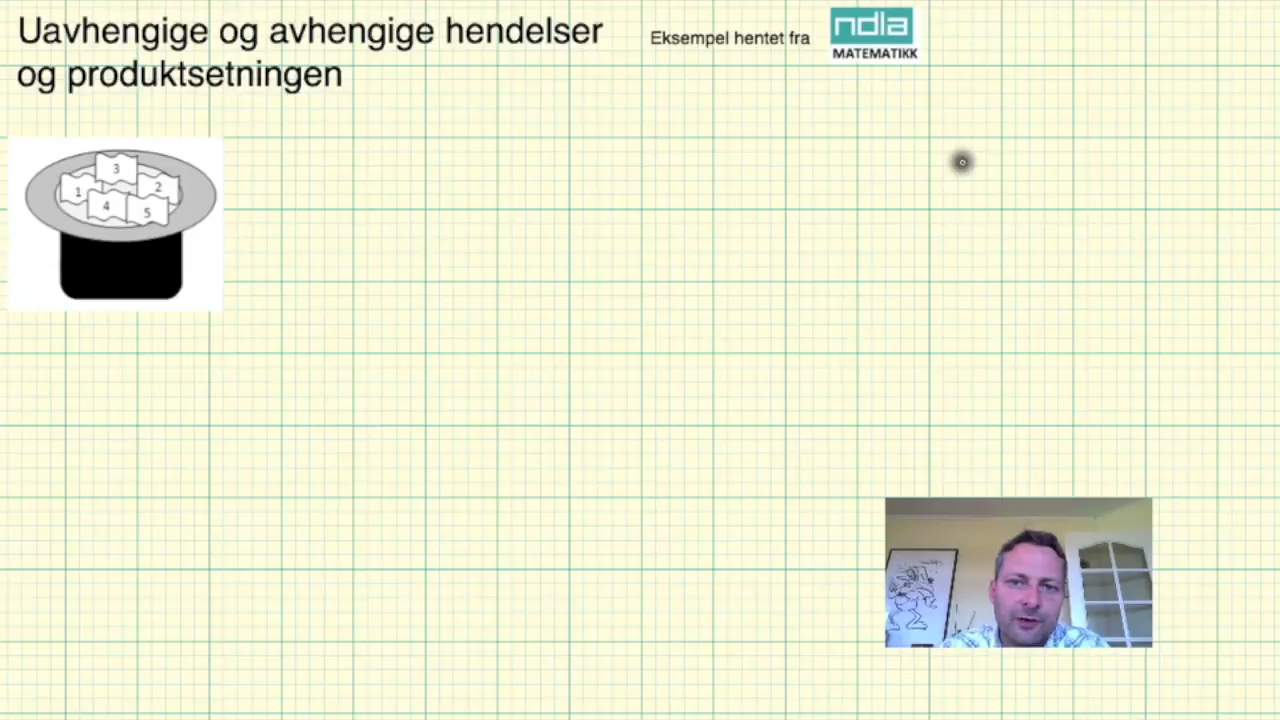 Uavhengige og avhengige hendelser
og produktsetningen
Eksempel hentet fra
ndla
MATEMATIKK
3
1
2
4
5